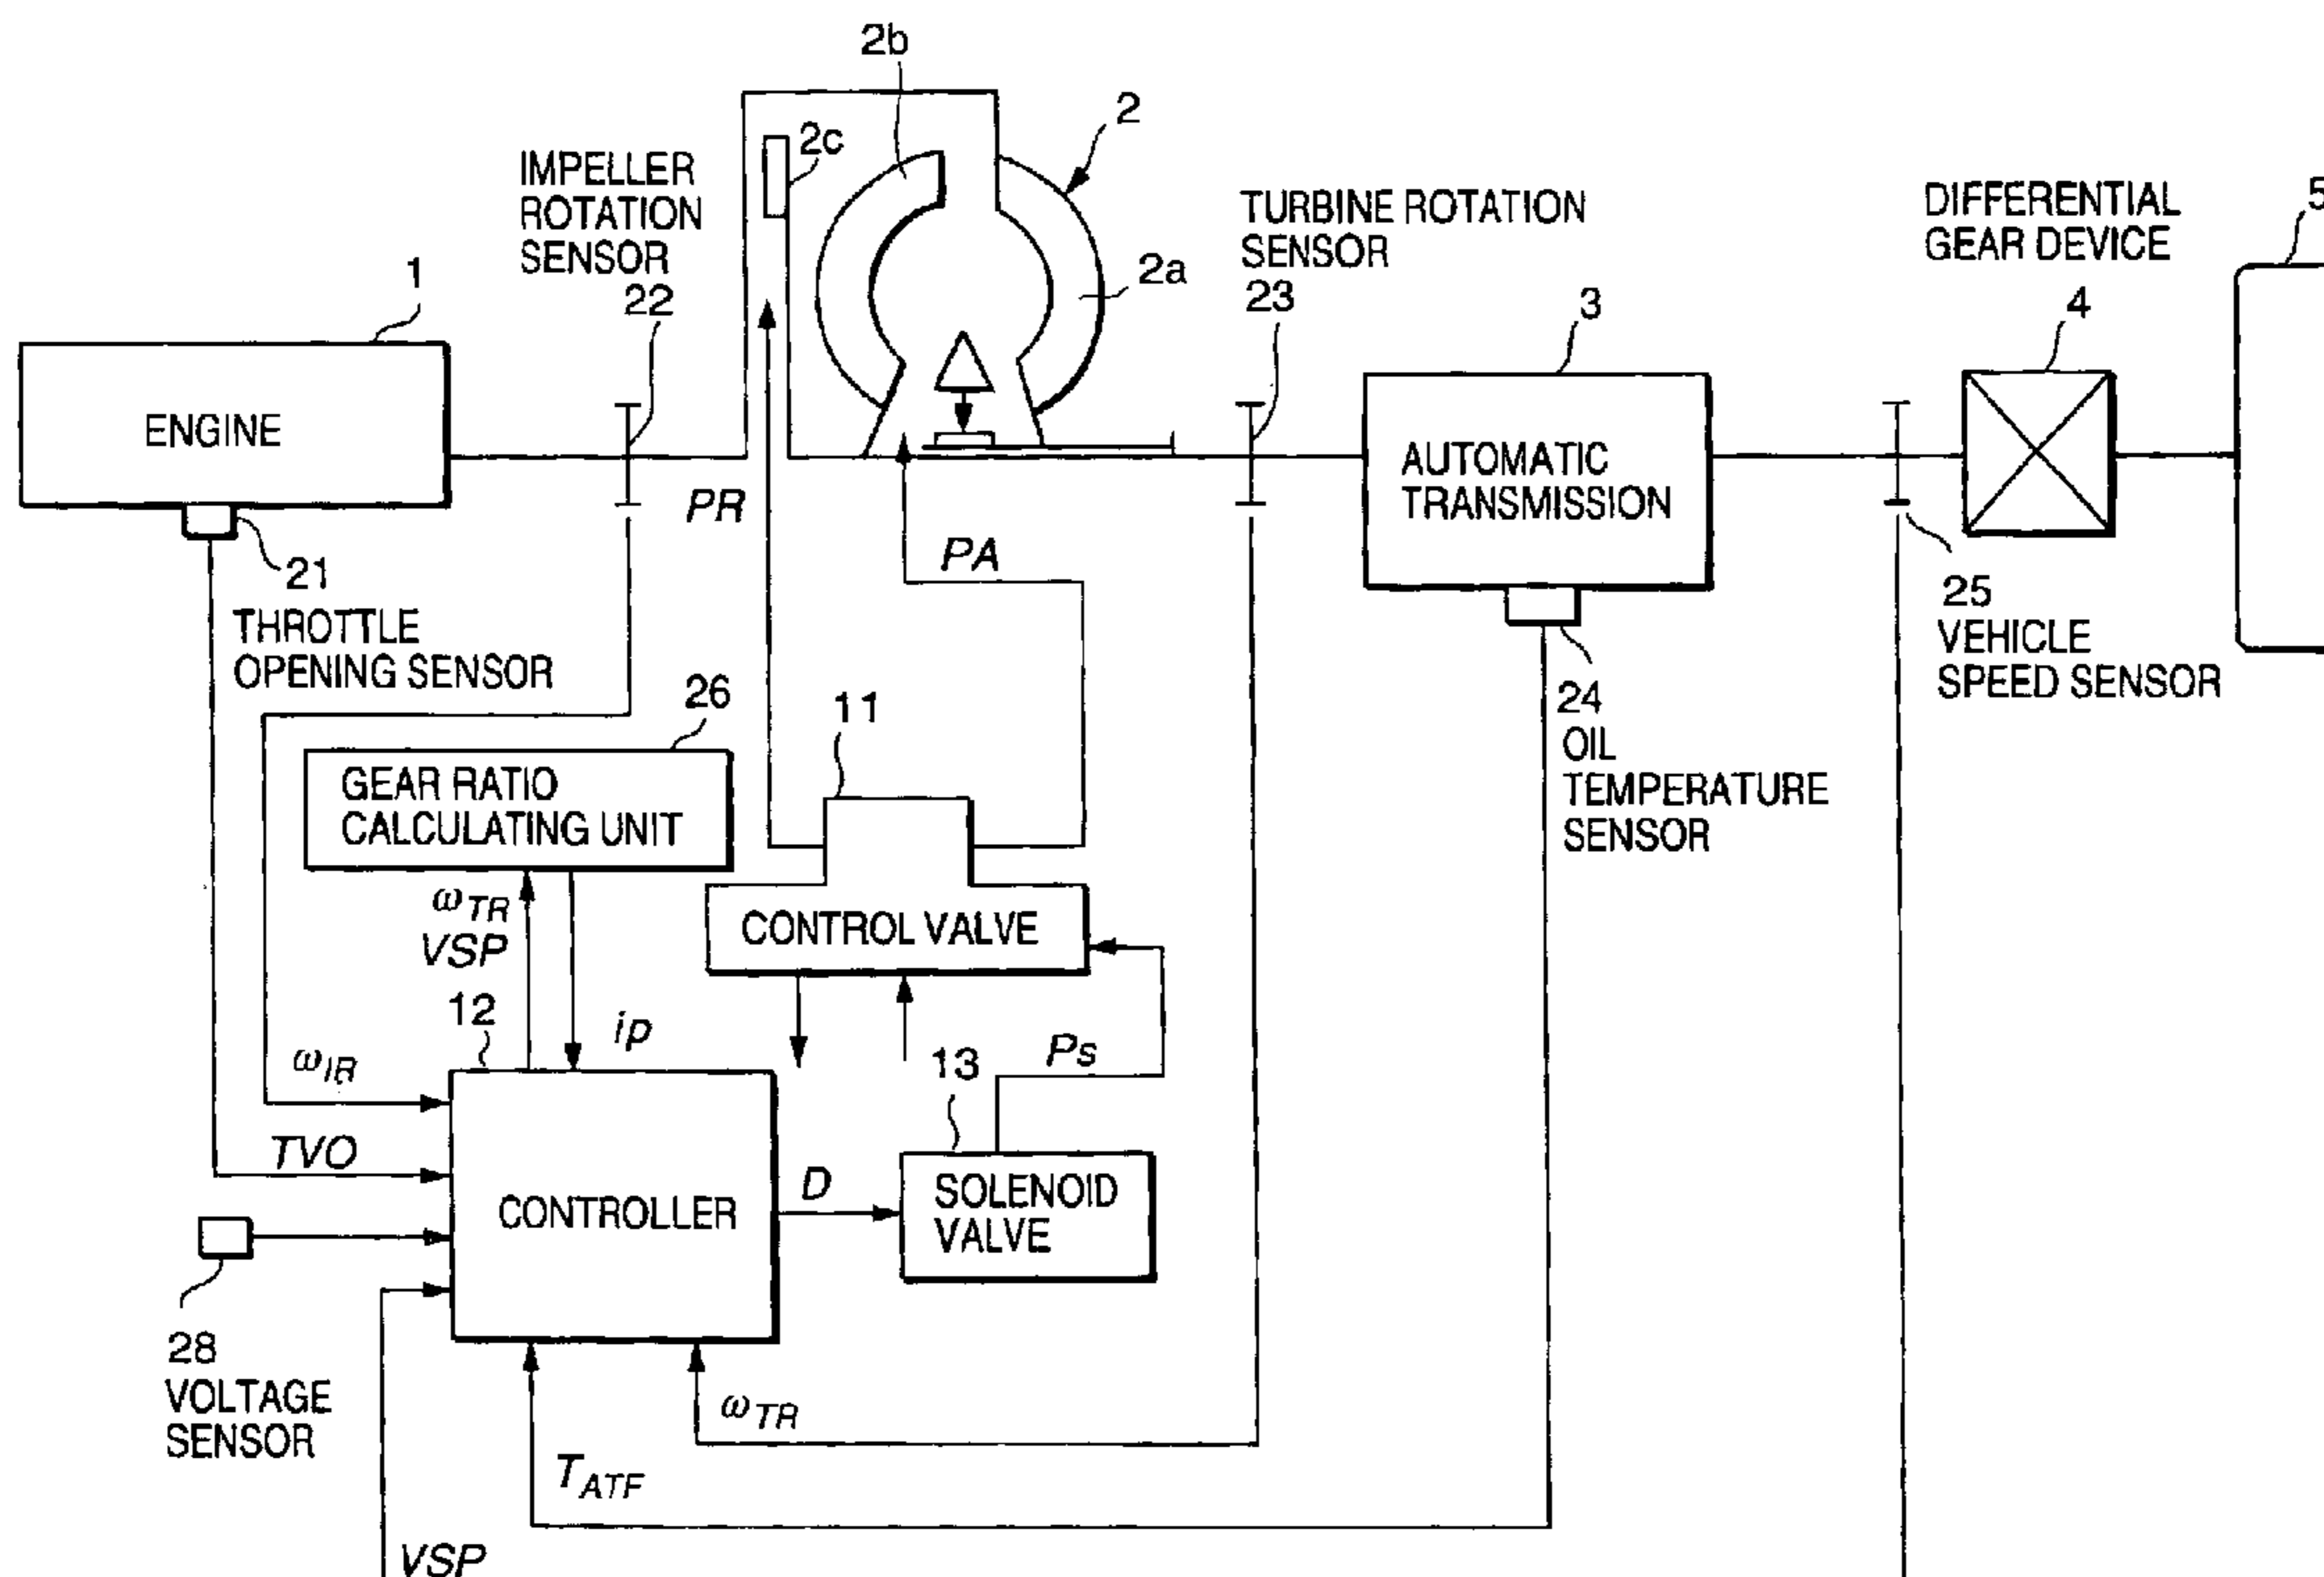 2b
2
2c
IMPELLER
ROTATION
SENSOR
22
TURBINE ROTATION
SENSOR
23
2a
DIFFERENTIAL
GEAR DEVICE
4
5
1
3
ENGINE
AUTOMATIC
TRANSMISSION
PR
PA
21
THROTTLE
OPENING SENSOR
25
VEHICLE
SPEED SENSOR
24
OIL
TEMPERATURE
SENSOR
26
11
GEAR RATIO
CALCULATING UNIT
ωTR
VSP
CONTROL VALVE
12
ip
13
Ps
ωIR
TVO
CONTROLLER
D
SOLENOID
VALVE
28
VOLTAGE
SENSOR
ωTR
TATF
VSP